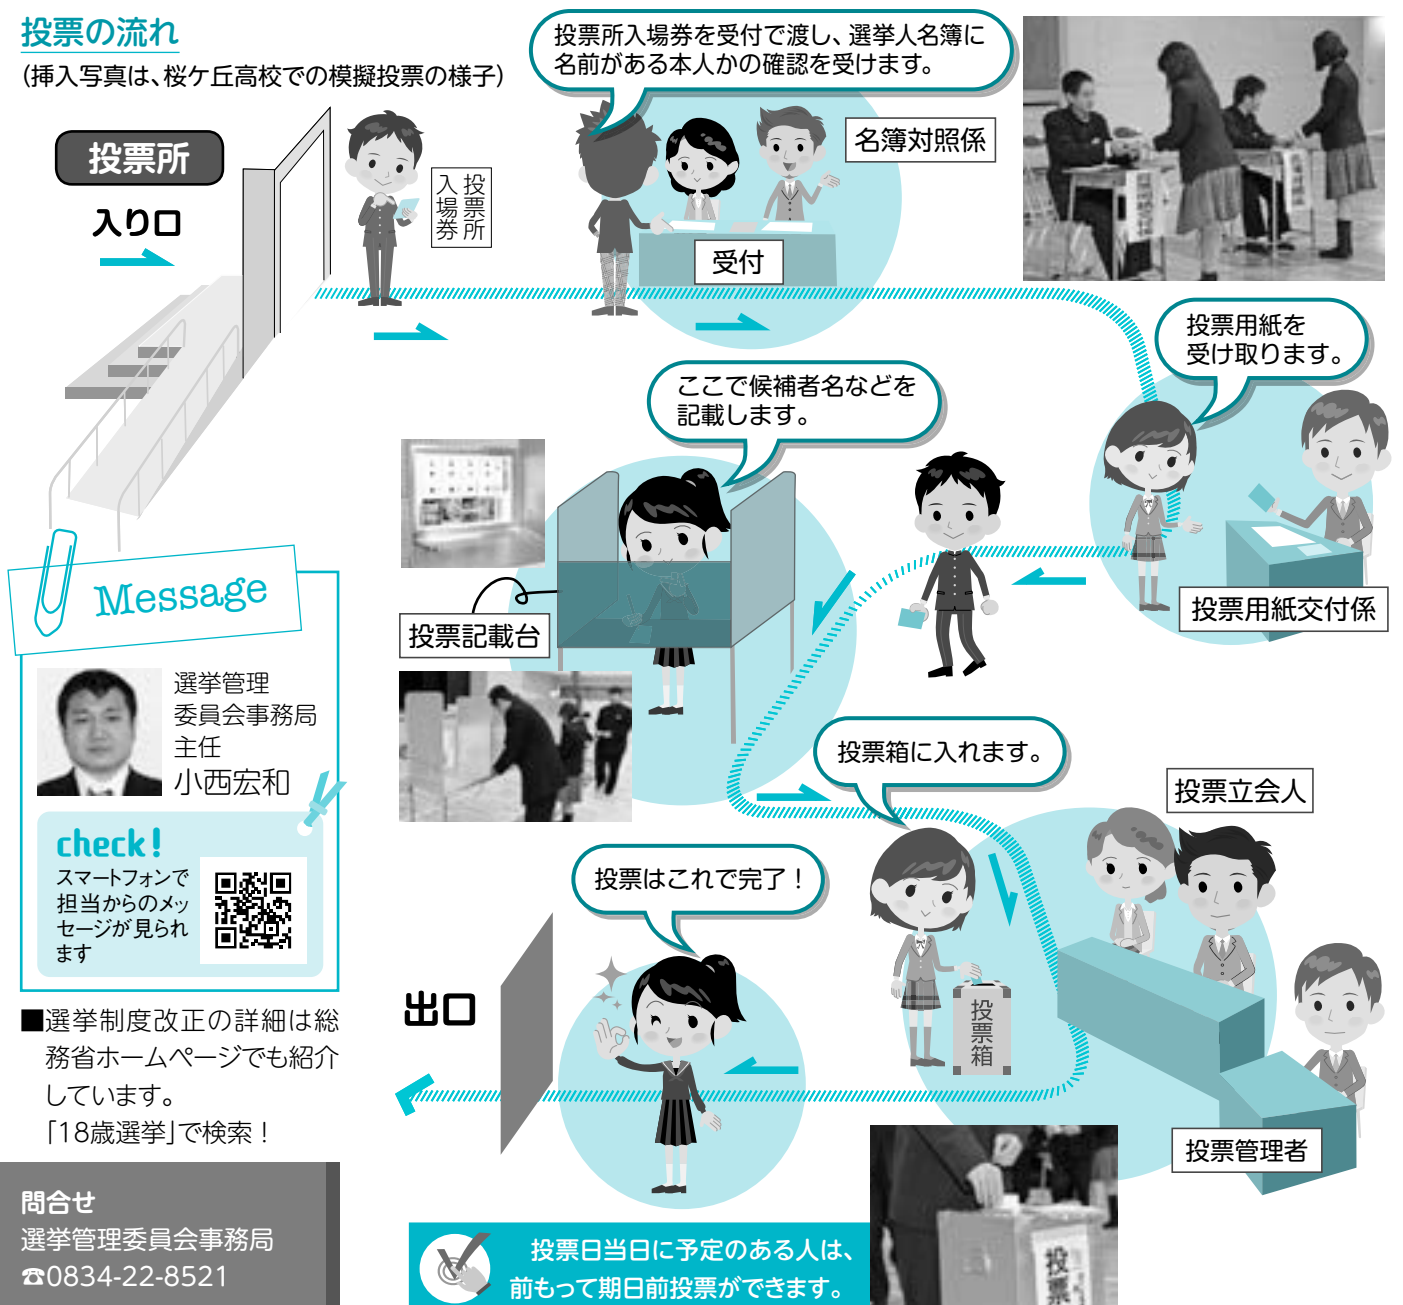 投票の流れ
(挿入写真は、桜ケ丘高校での模擬投票の様子)
投票所
入り口
投票所
入場券
投票所入場券を受付で渡し、選挙人名簿に
名前がある本人かの確認を受けます。
名簿対照係
受付
投票用紙を
受け取ります。
投票用紙交付係
ここで候補者名などを
記載します。
投票記載台
投票箱に入れます。
投票立会人
投票箱
投票管理者
投票はこれで完了！
出口
Message
選挙管理
委員会事務局
主任
小西宏和
check!
スマートフォンで
担当からのメッ
セージが見られ
ます
■選挙制度改正の詳細は総
務省ホームページでも紹介
しています。
「18歳選挙」で検索！
問合せ
選挙管理委員会事務局
☎0834-22-8521
投票日当日に予定のある人は、
前もって期日前投票ができます。
投票